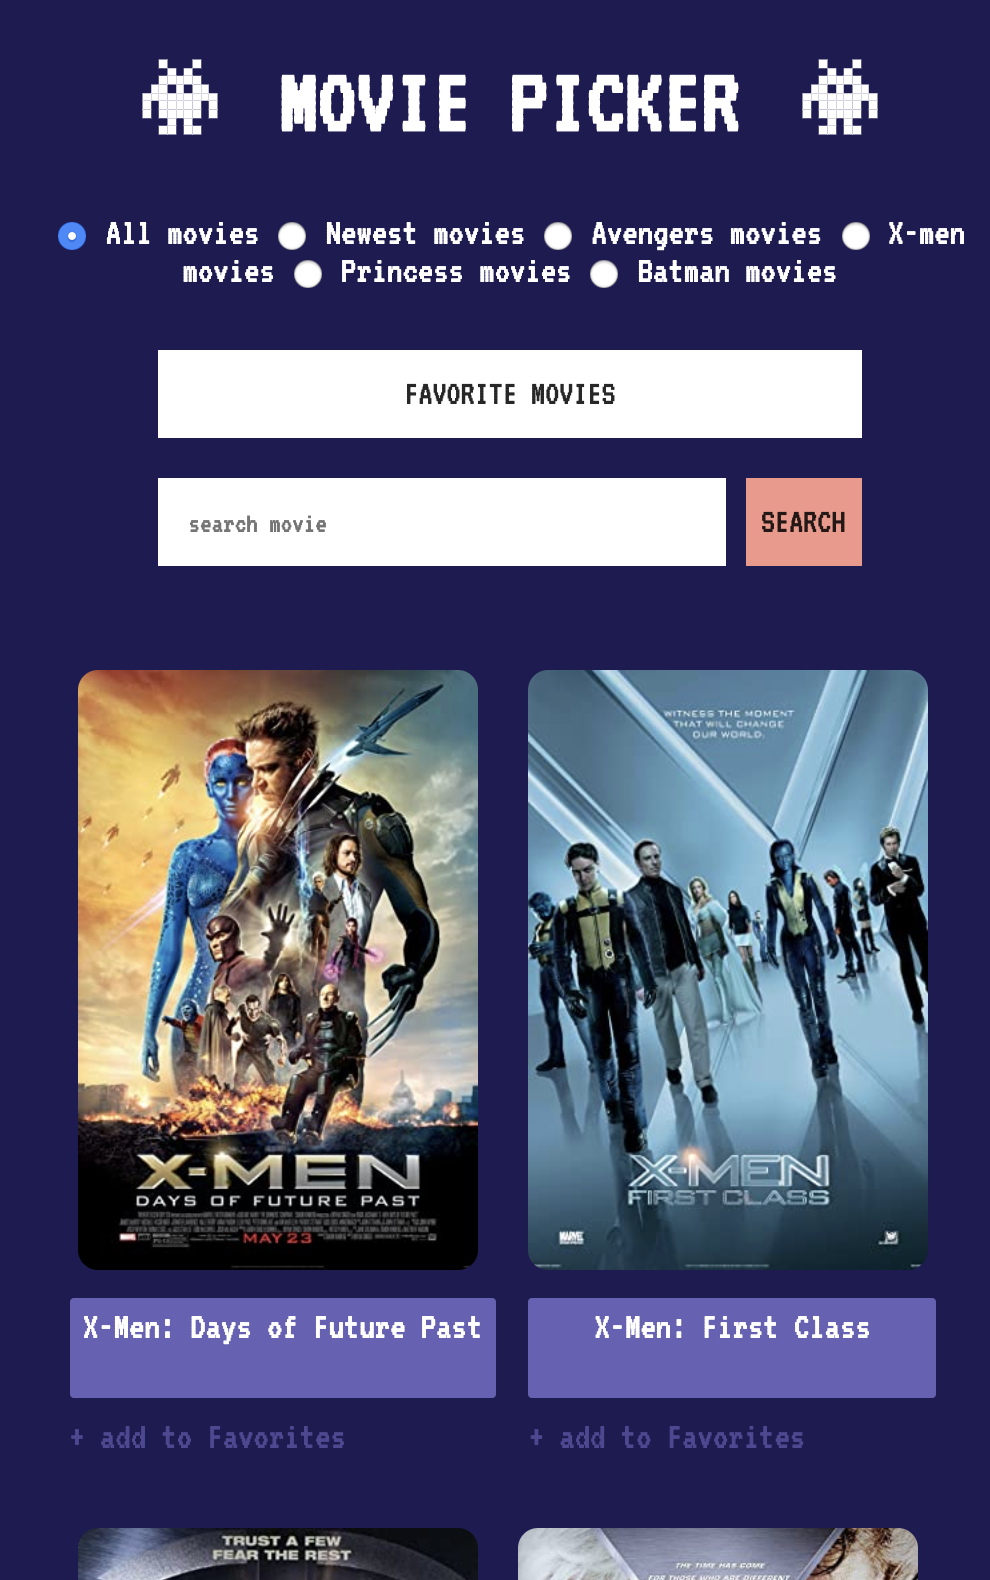 MOVIE PICKER
All movies Newest movies Avengers movies X-men
movies Princess movies Batman movies
FAVORITE MOVIES
search movie SEARCH
X-MEN
DAYS OF FUTURE PAST
MAY 23
WITNESS THE MOMENT
THAT WILL CHANGE
OUR WORLD.
X-MEN
FIRST CLASS
MARVEL
X-Men: Days of Future Past
X-Men: First Class
+ add to Favorites
+ add to Favorites
TRUST A FEW
FEAR THE REST
THE TIME HAS COME
FOR THOSE WHO ARE DIFFERENT